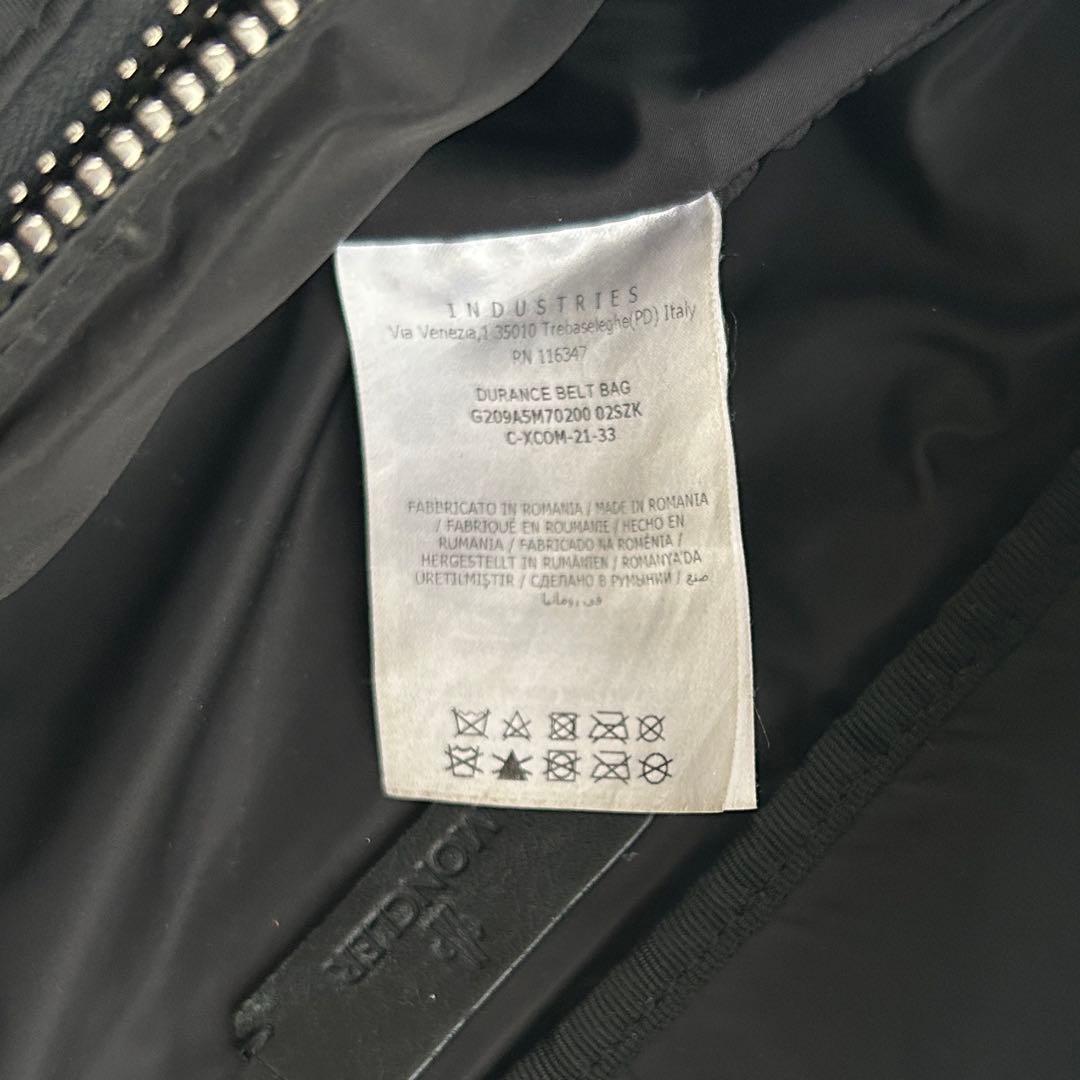 INDUSTRIES
Via Venezia,1 35010 Trebaseleghe(PD) Italy
RN 116347
DURANCE BELT BAG
G209A5M70200 02SZK
C-XCOM-21-33
FABBRICATO IN ROMANIA / MADE IN ROMANIA
/ FABRIQUÉ EN ROUMANIE / HECHO EN
RUMANIA / FABRICADO NA ROMÉNIA /
HERGESTELLT IN RUMÄNIEN / ROMANYA'DA
ÜRETILMIŞTIR / СДЕЛАНО В РУМЫНИИ / صنع
في رومانيا
MONCLER